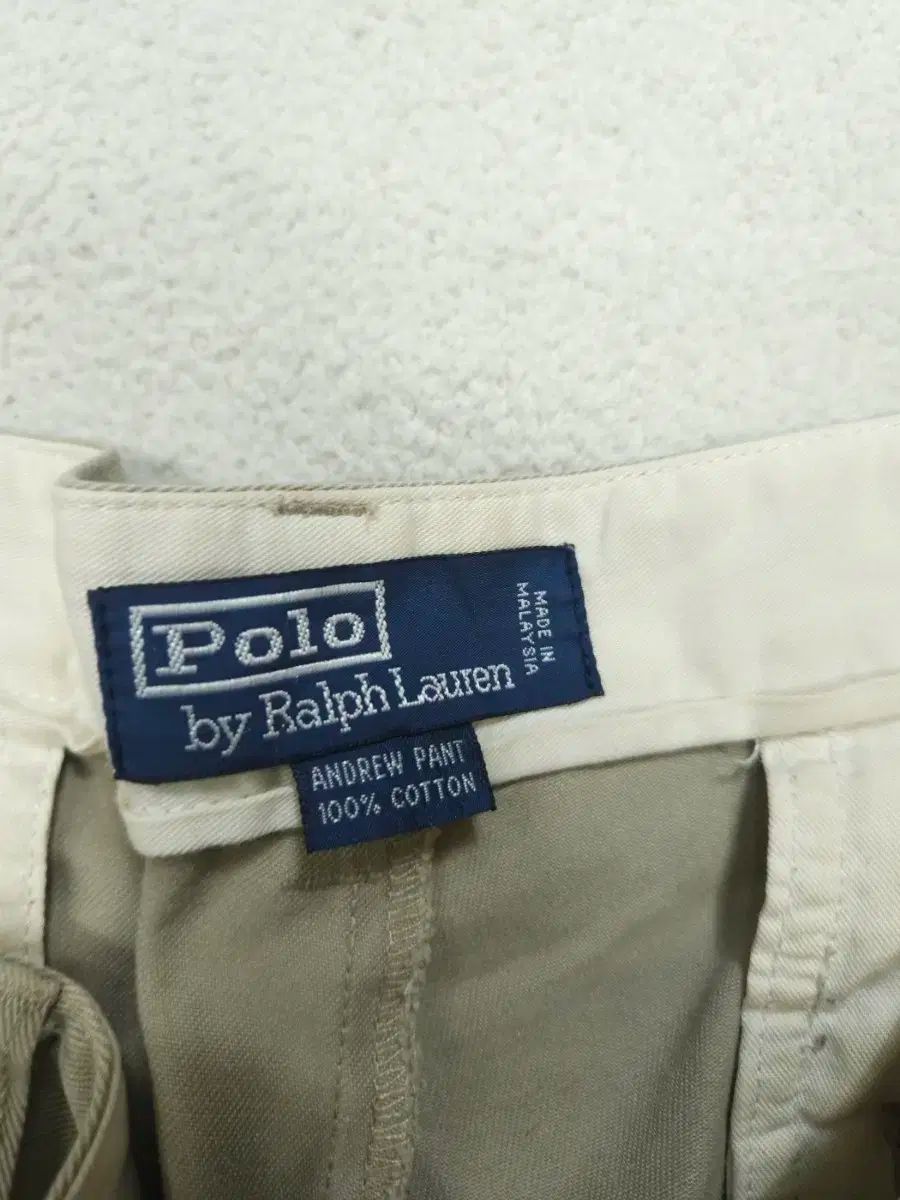 Polo
by Ralph Lauren
MADE IN
MALAYSIA
ANDREW PANT
100% COTTON